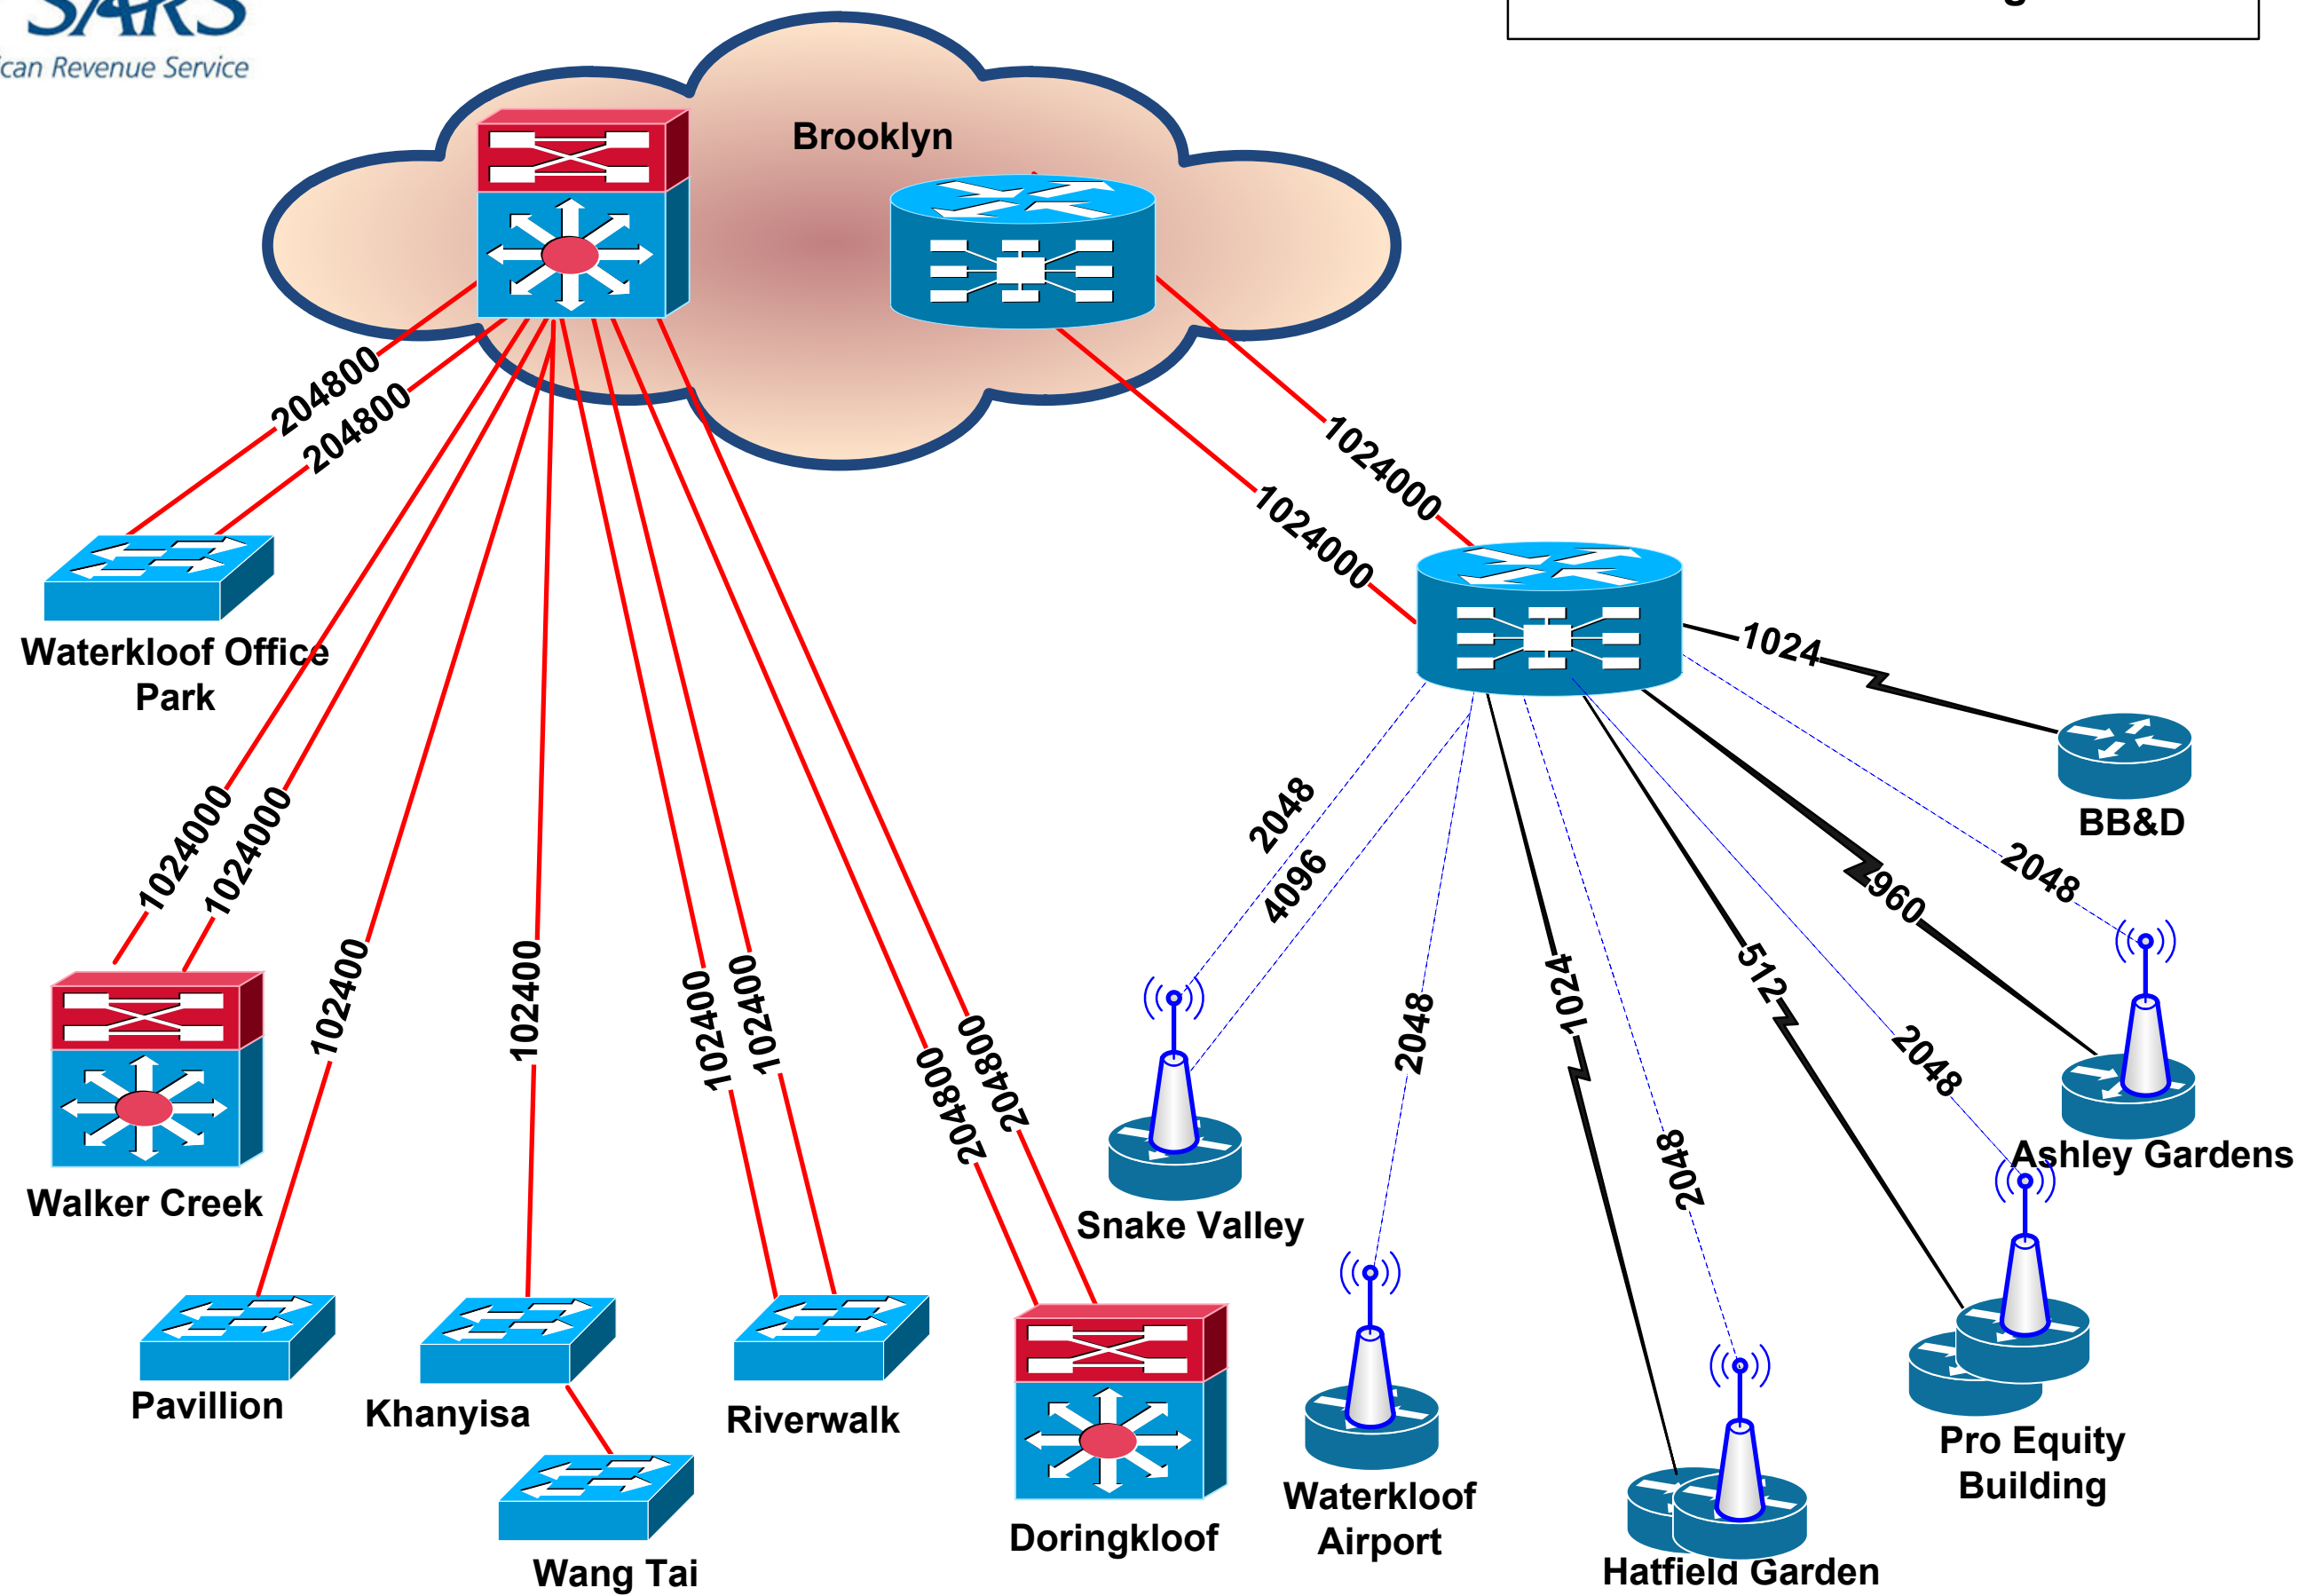 SARS
can Revenue Service
Brooklyn
204800
204800
1024000
1024000
Waterkloof Office
Park
1024
BB&D
2048
4096
2048
960
1024000
1024000
102400
102400
102400
102400
204800
204800
2048
1024
512
2048
2048
Ashley Gardens
Walker Creek
Snake Valley
Pavillion
Khanyisa
Riverwalk
Pro Equity
Building
Waterkloof
Airport
Doringkloof
Wang Tai
Hatfield Garden